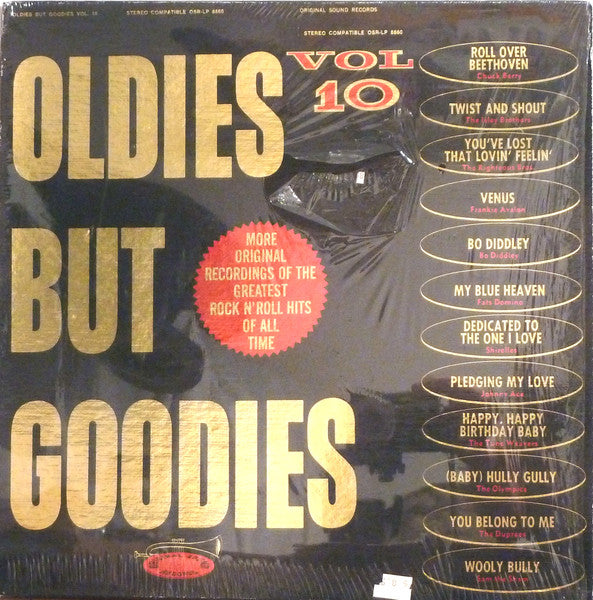 OLDIES BUT GOODIES VOL. 10
STEREO COMPATIBLE OSR-LP 8860
ORIGINAL SOUND RECORDS
STEREO COMPATIBLE OSR-LP 8860
OLDIES
BUT
GOODIES
VOL
10
MORE
ORIGINAL
RECORDINGS OF THE
GREATEST
ROCK N'ROLL HITS
OF ALL
TIME
ROLL OVER
BEETHOVEN
Chuck Berry
TWIST AND SHOUT
The Isley Brothers
YOU'VE LOST
THAT LOVIN' FEELIN'
The Righteous Bros.
VENUS
Frankie Avalon
BO DIDDLEY
Bo Diddley
MY BLUE HEAVEN
Fats Domino
DEDICATED TO
THE ONE I LOVE
Shirelles
PLEDGING MY LOVE
Johnny Ace
HAPPY, HAPPY
BIRTHDAY BABY
The Tune Weavers
(BABY) HULLY GULLY
The Olympics
YOU BELONG TO ME
The Duprees
WOOLY BULLY
Sam the Sham